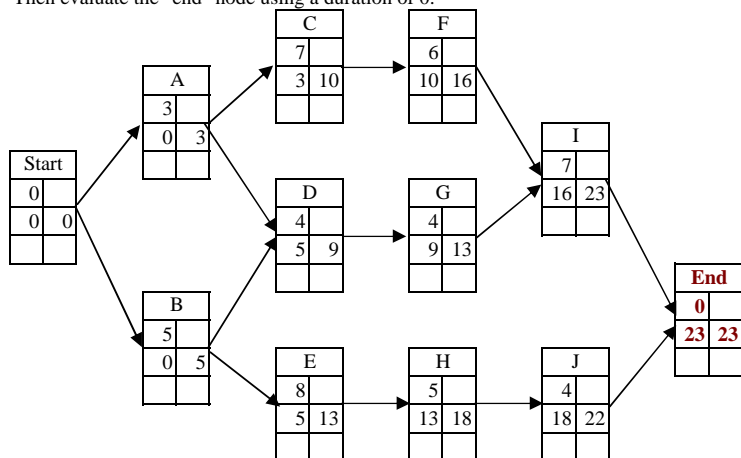 Then evaluate the "end" node using a duration of 0.
C
7
3 10
F
6
10 16
A
3
0 3
I
7
16 23
Start
0
0 0
D
4
5 9
G
4
9 13
End
0
23 23
B
5
0 5
E
8
5 13
H
5
13 18
J
4
18 22